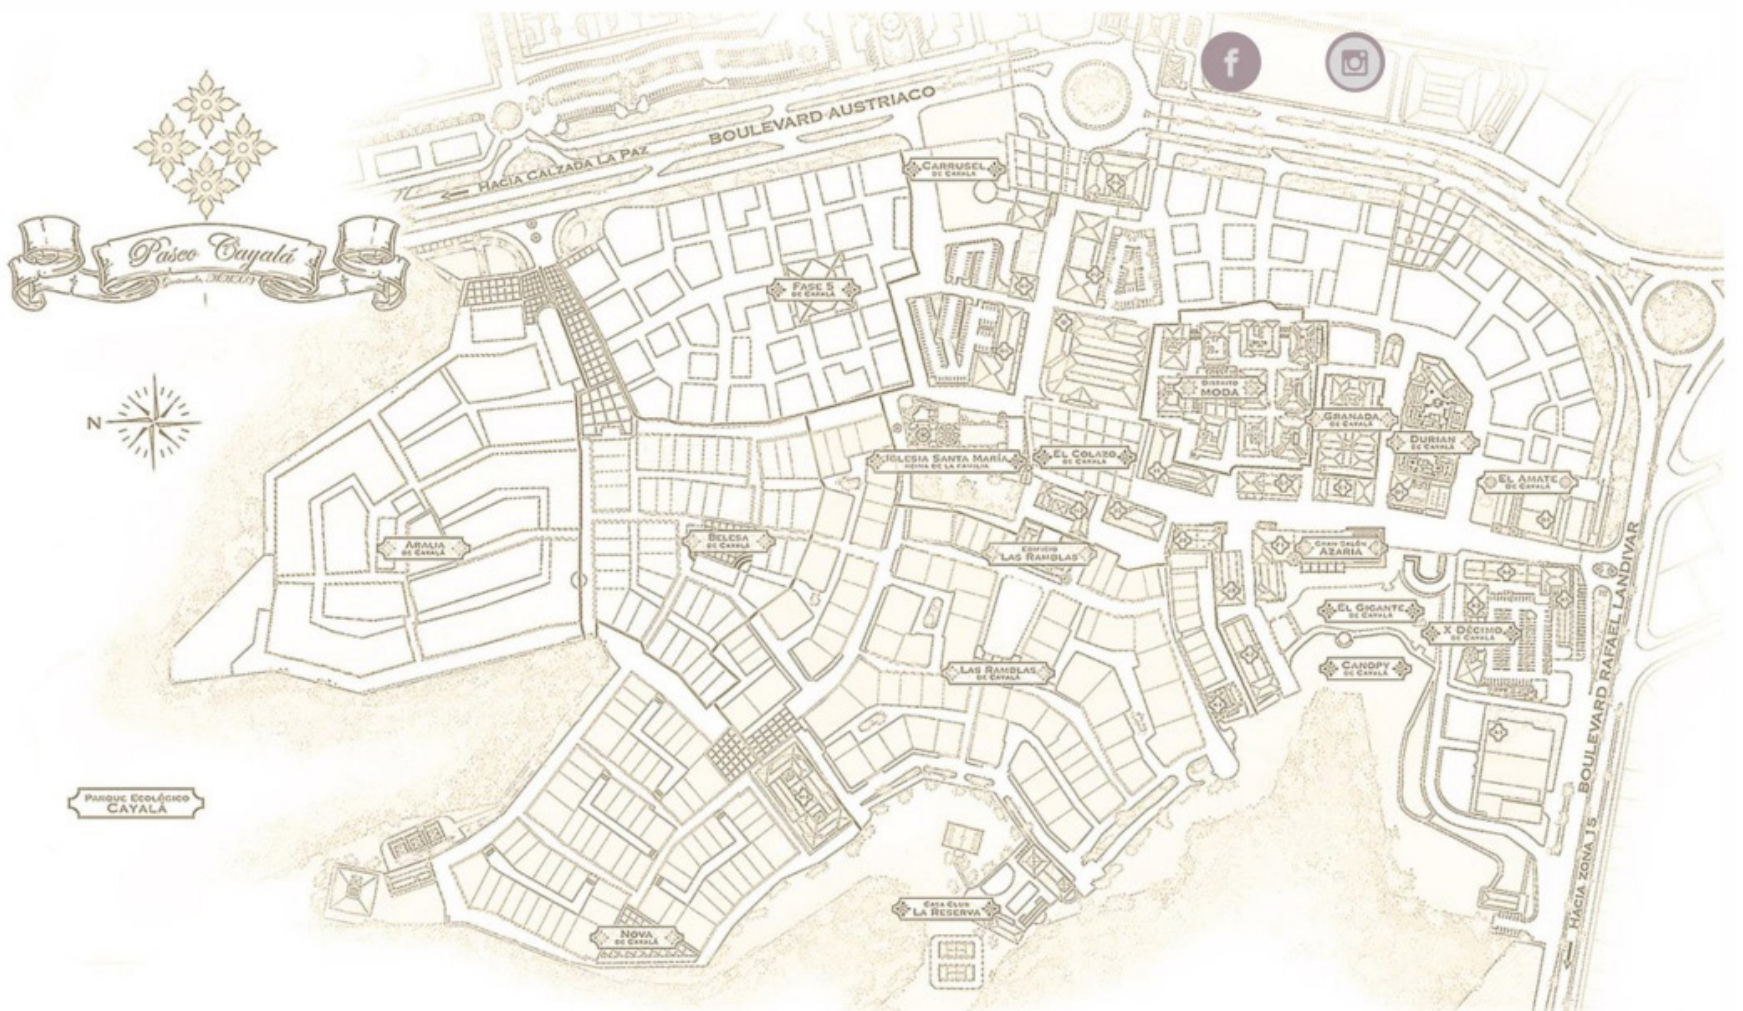 BOULEVARD AUSTRIACO
HACIA CALZADA LA PAZ
CARRUSEL
DE CAYALÁ
Paseo Cayalá
FASE 5
DE CAYALÁ
DISTRITO
MODA
N
GRANADA
DE CAYALÁ
DURIAN
DE CAYALÁ
IGLESIA SANTA MARÍA
REINA DE LA FAMILIA
EL COLAZO
DE CAYALÁ
EL AMATE
DE CAYALÁ
ARALIA
DE CAYALÁ
BELESA
DE CAYALÁ
EDIFICIO
LAS RAMBLAS
GRAN SALÓN
AZARIA
EL GIGANTE
DE CAYALÁ
X DÉCIMO
DE CAYALÁ
LAS RAMBLAS
DE CAYALÁ
CANOPY
DE CAYALÁ
BOULEVARD RAFAEL LANDIVAR
HACIA ZONA 15
PARQUE ECOLÓGICO
CAYALÁ
CASA CLUB
LA RESERVA
NOVA
DE CAYALÁ